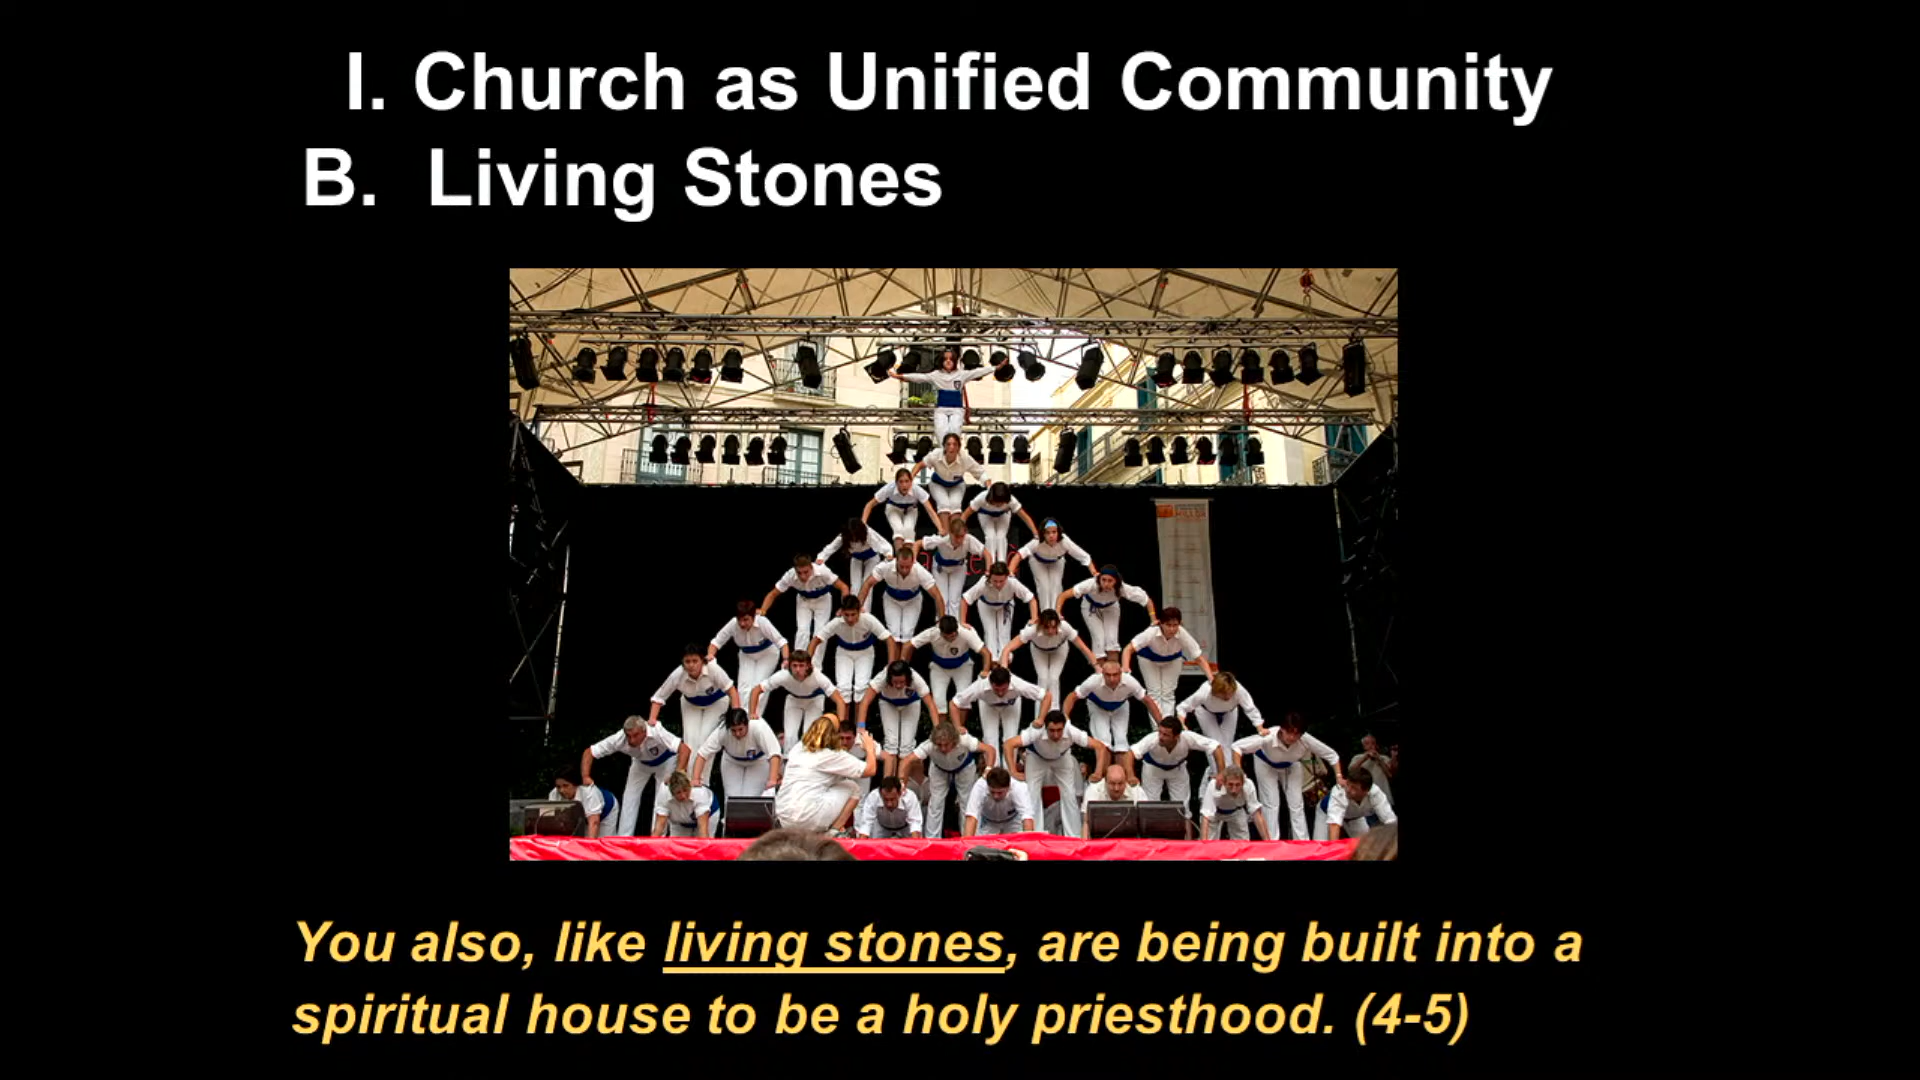 I. Church as Unified Community
B. Living Stones
You also, like living stones, are being built into a
spiritual house to be a holy priesthood. (4-5)